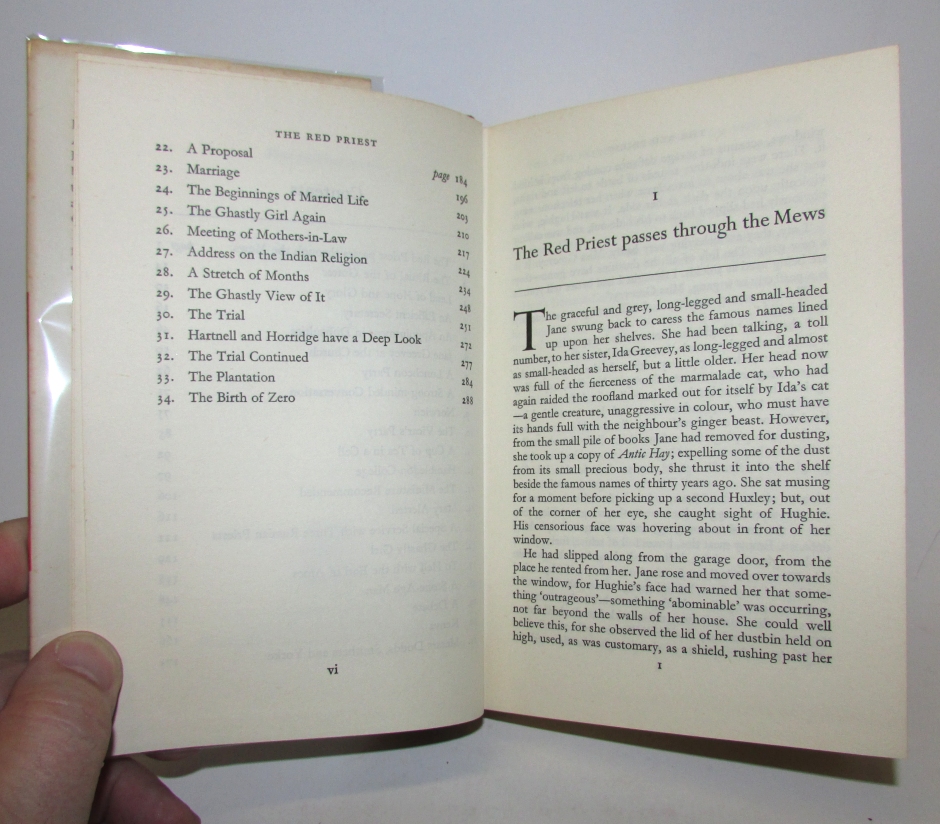 THE RED PRIEST
22. A Proposal page 184
23. Marriage 196
24. The Beginnings of Married Life 203
25. The Ghastly Girl Again 210
26. Meeting of Mothers-in-Law 217
27. Address on the Indian Religion 224
28. A Stretch of Months 234
29. The Ghastly View of It 248
30. The Trial 251
31. Hartnell and Horridge have a Deep Look 272
32. The Trial Continued 277
33. The Plantation 284
34. The Birth of Zero 288
vi
I
The Red Priest passes through the Mews
The graceful and grey, long-legged and small-headed
Jane swung back to caress the famous names lined
up upon her shelves. She had been talking, a toll
number, to her sister, Ida Greevey, as long-legged and almost
as small-headed as herself, but a little older. Her head now
was full of the fierceness of the marmalade cat, who had
again raided the roofland marked out for itself by Ida's cat
—a gentle creature, unaggressive in colour, who must have
its hands full with the neighbour's ginger beast. However,
from the small pile of books Jane had removed for dusting,
she took up a copy of Antic Hay; expelling some of the dust
from its small precious body, she thrust it into the shelf
beside the famous names of thirty years ago. She sat musing
for a moment before picking up a second Huxley; but, out
of the corner of her eye, she caught sight of Hughie.
His censorious face was hovering about in front of her
window.
He had slipped along from the garage door, from the
place he rented from her. Jane rose and moved over towards
the window, for Hughie's face had warned her that some-
thing 'outrageous'—something 'abominable' was occurring,
not far beyond the walls of her house. She could well
believe this, for she observed the lid of her dustbin held on
high, used, as was customary, as a shield, rushing past her
1